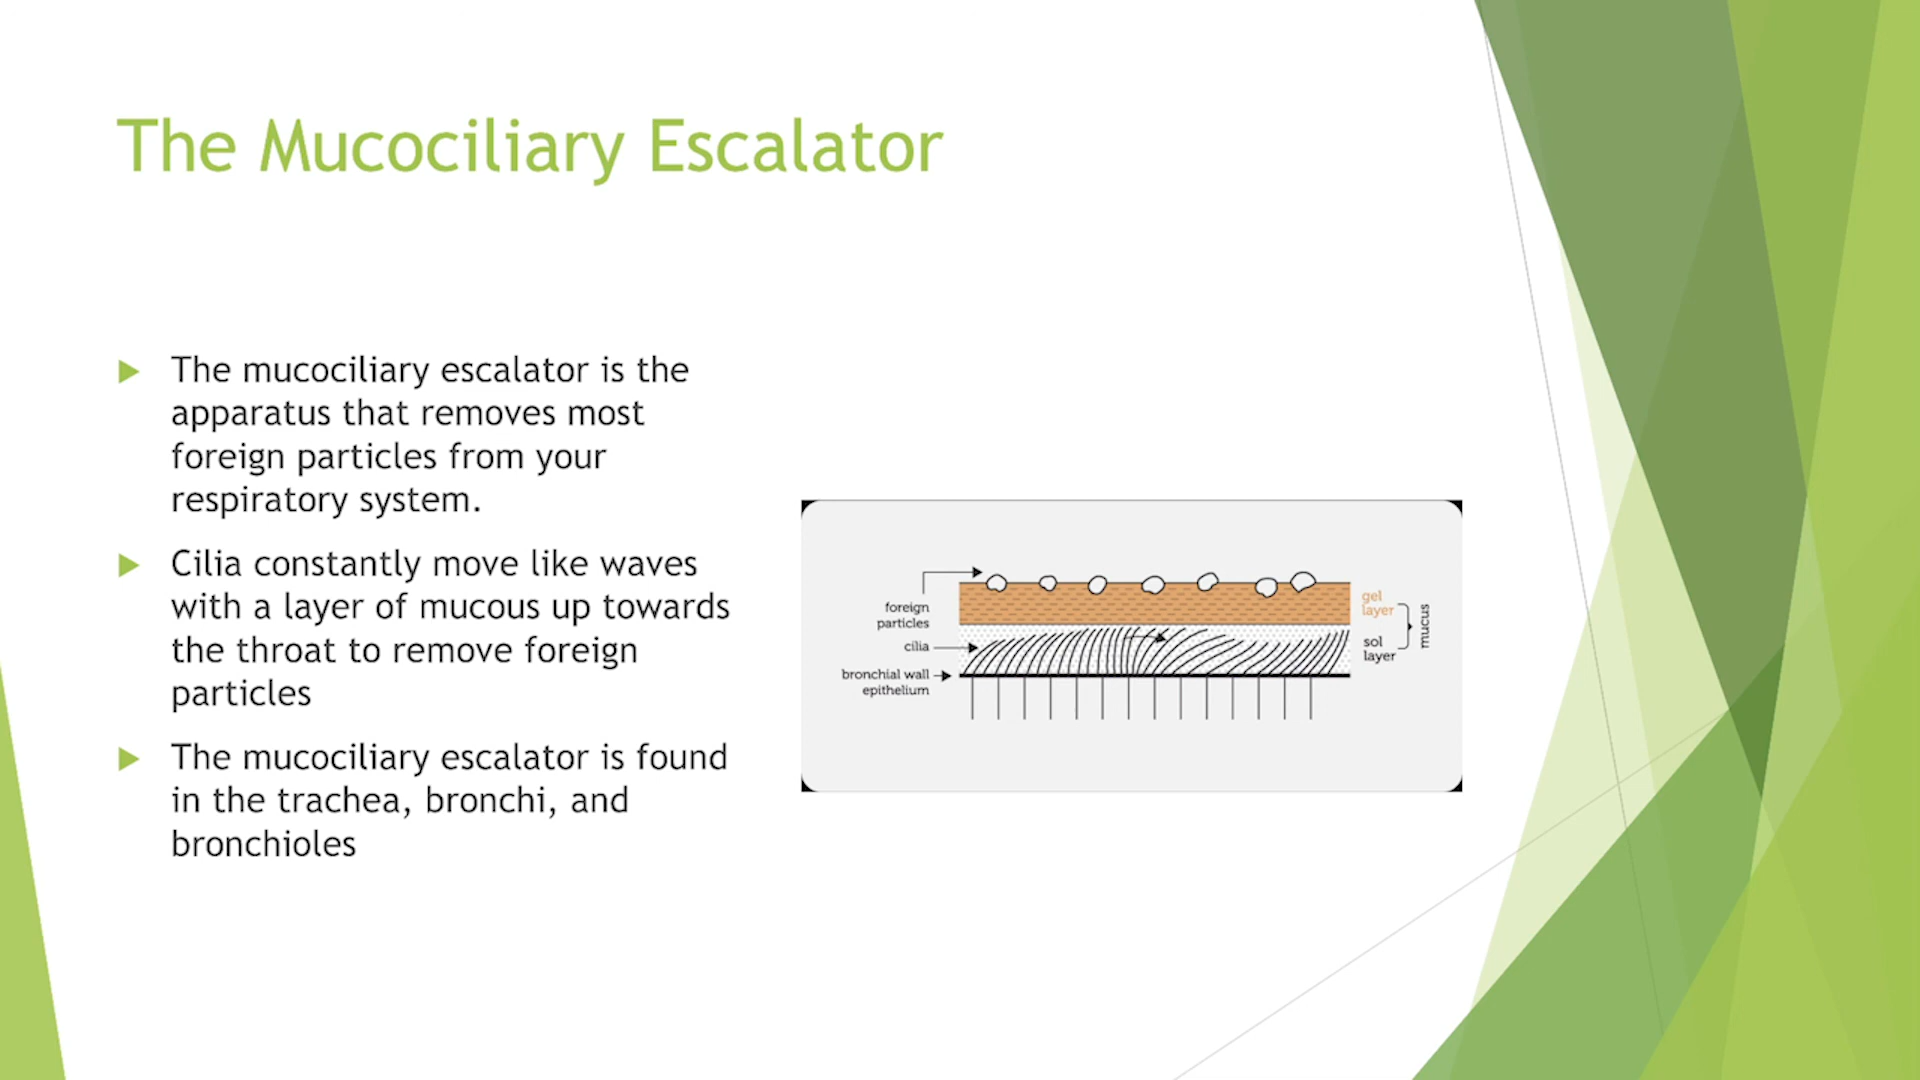 The Mucociliary Escalator
The mucociliary escalator is the
apparatus that removes most
foreign particles from your
respiratory system.
Cilia constantly move like waves
with a layer of mucous up towards
the throat to remove foreign
particles
The mucociliary escalator is found
in the trachea, bronchi, and
bronchioles
foreign
particles
cilia
bronchial wall
epithelium
gel
layer
sol
layer
mucus